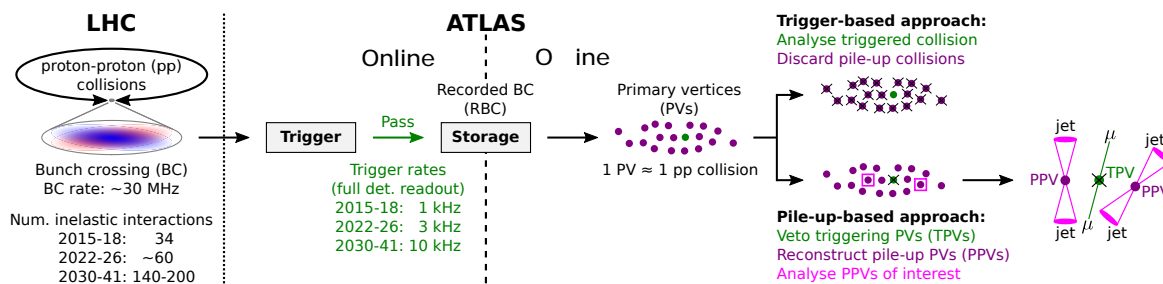 LHC
proton-proton (pp)
collisions
Bunch crossing (BC)
BC rate: ~30 MHz
Num. inelastic interactions
2015-18: 34
2022-26: ~60
2030-41: 140-200
ATLAS
Online
O ine
Trigger
Pass
Recorded BC
(RBC)
Storage
Trigger rates
(full det. readout)
2015-18: 1 kHz
2022-26: 3 kHz
2030-41: 10 kHz
Primary vertices
(PVs)
1 PV ≈ 1 pp collision
Trigger-based approach:
Analyse triggered collision
Discard pile-up collisions
Pile-up-based approach:
Veto triggering PVs (TPVs)
Reconstruct pile-up PVs (PPVs)
Analyse PPVs of interest
jet
PPV
jet
μ
TPV
μ
jet
PPV
jet